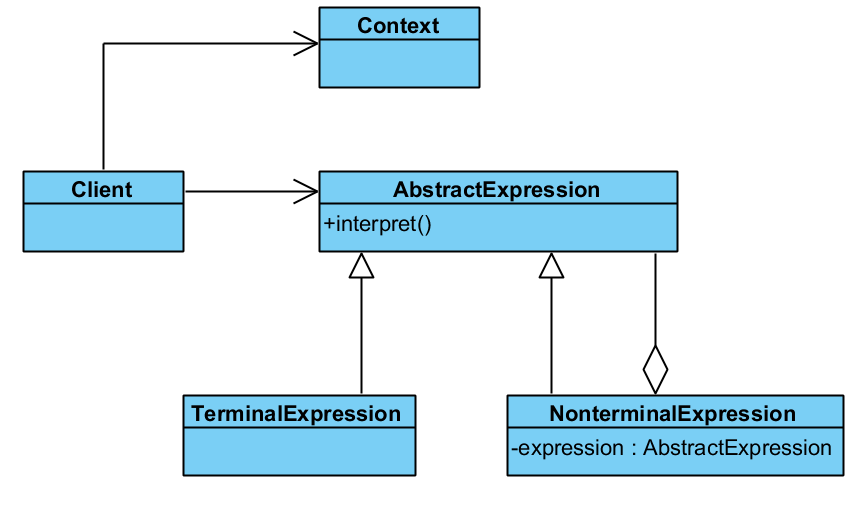 Context
Client
AbstractExpression
+interpret()
TerminalExpression
NonterminalExpression
-expression : AbstractExpression